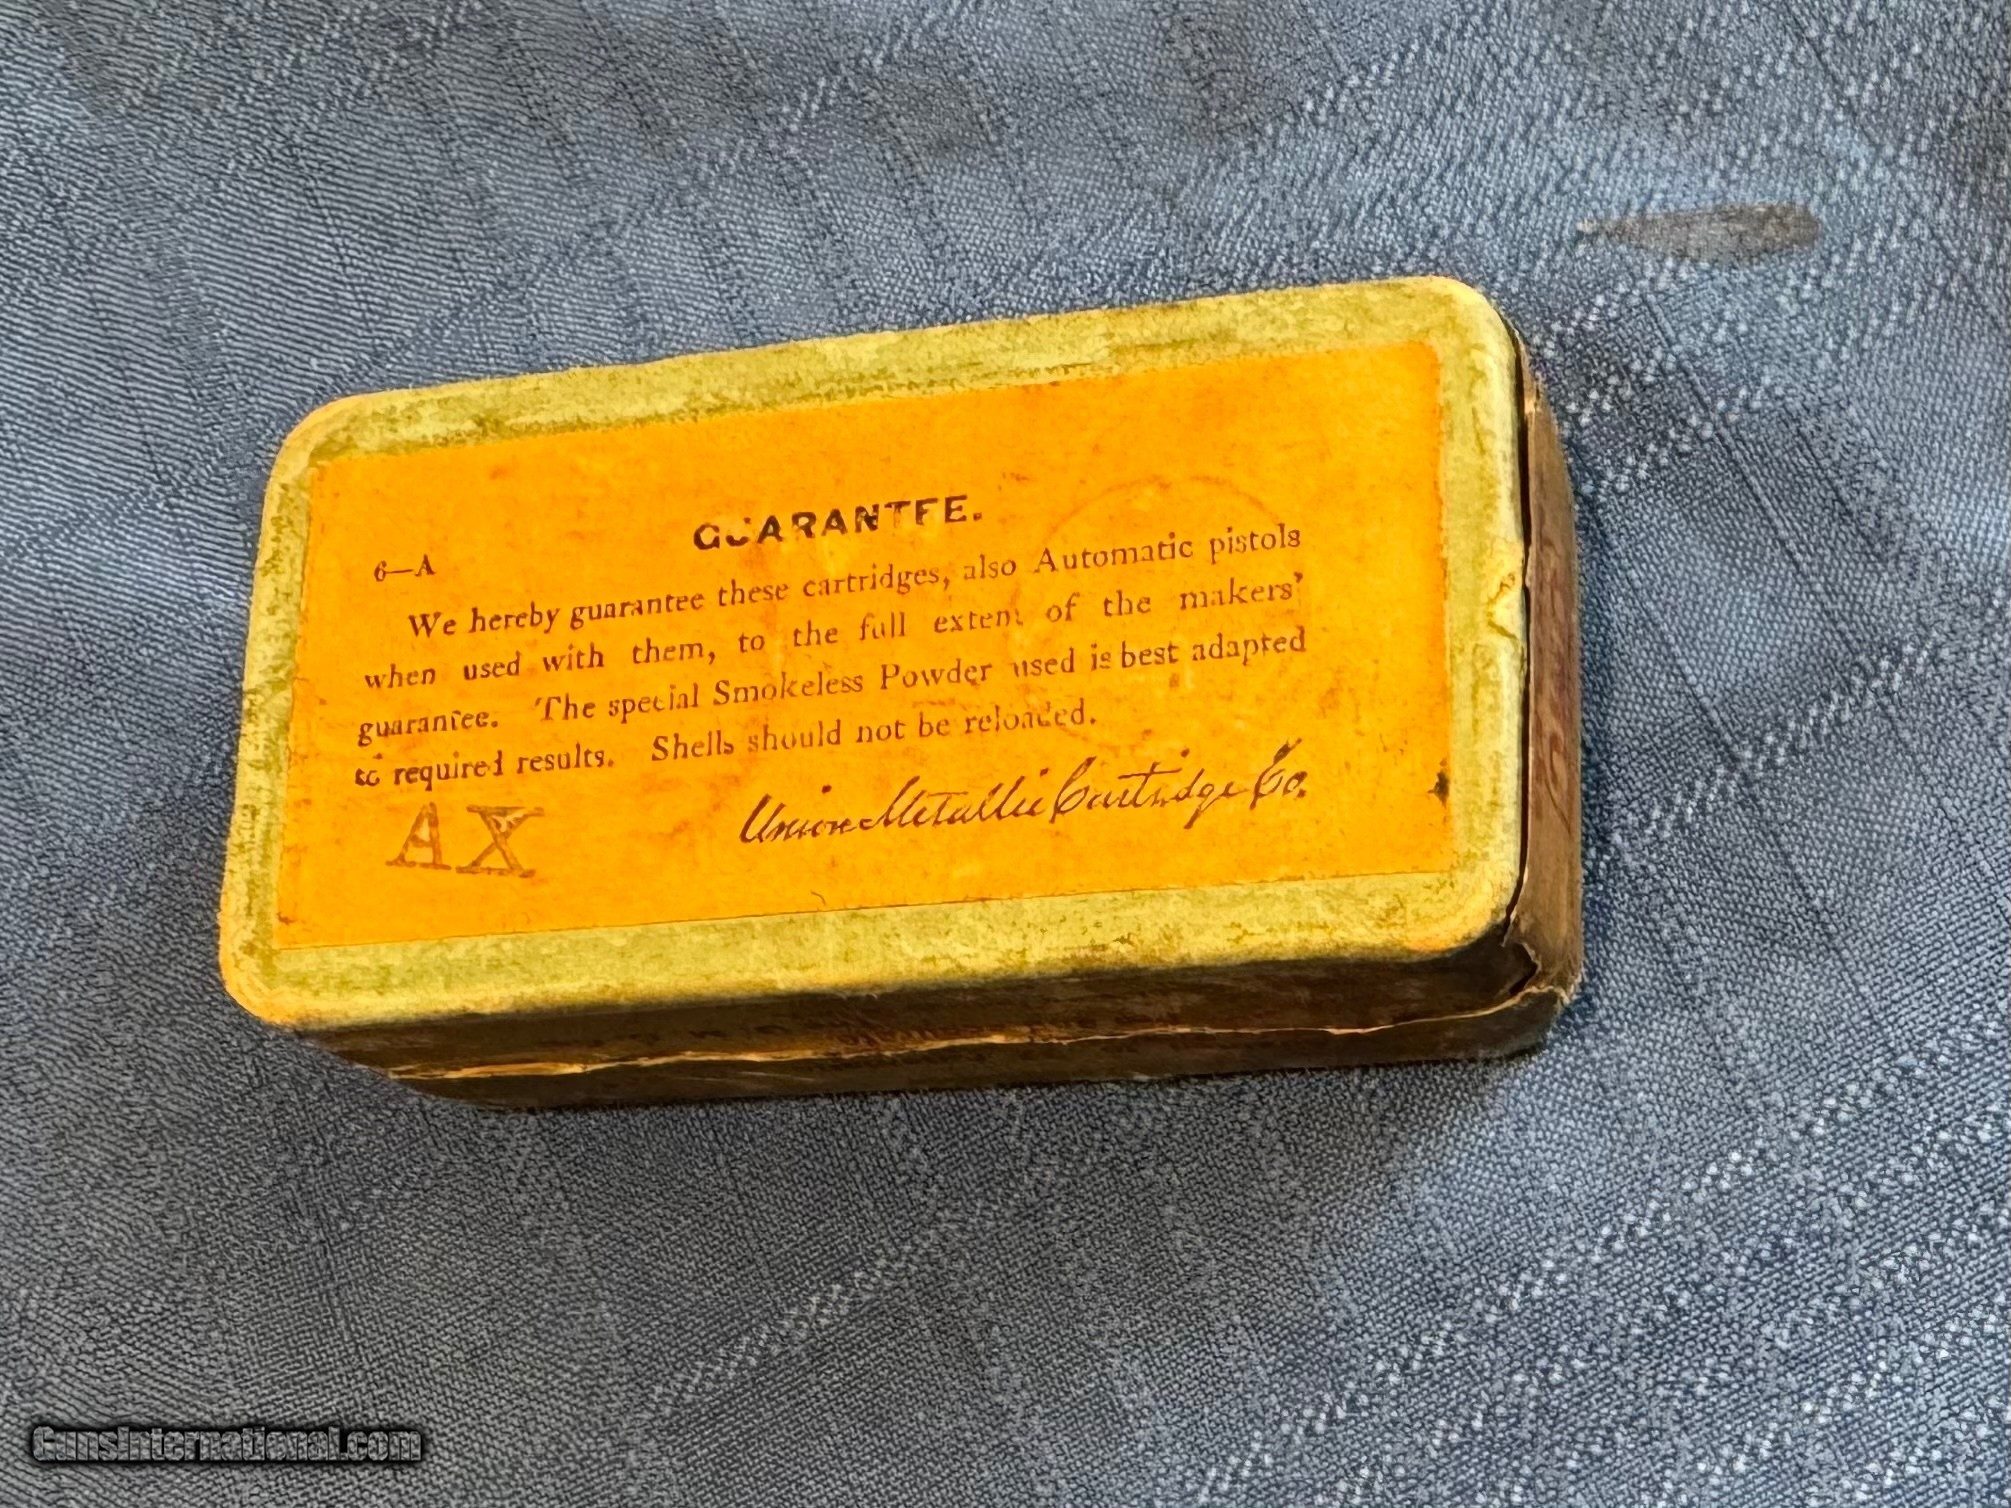 GUARANTEE.
6—A
We hereby guarantee these cartridges, also Automatic pistols
when used with them, to the full extent of the makers'
guarantee. The special Smokeless Powder used is best adapted
to required results. Shells should not be reloaded.
AX
Union Metallic Cartridge Co.
GunsInternational.com